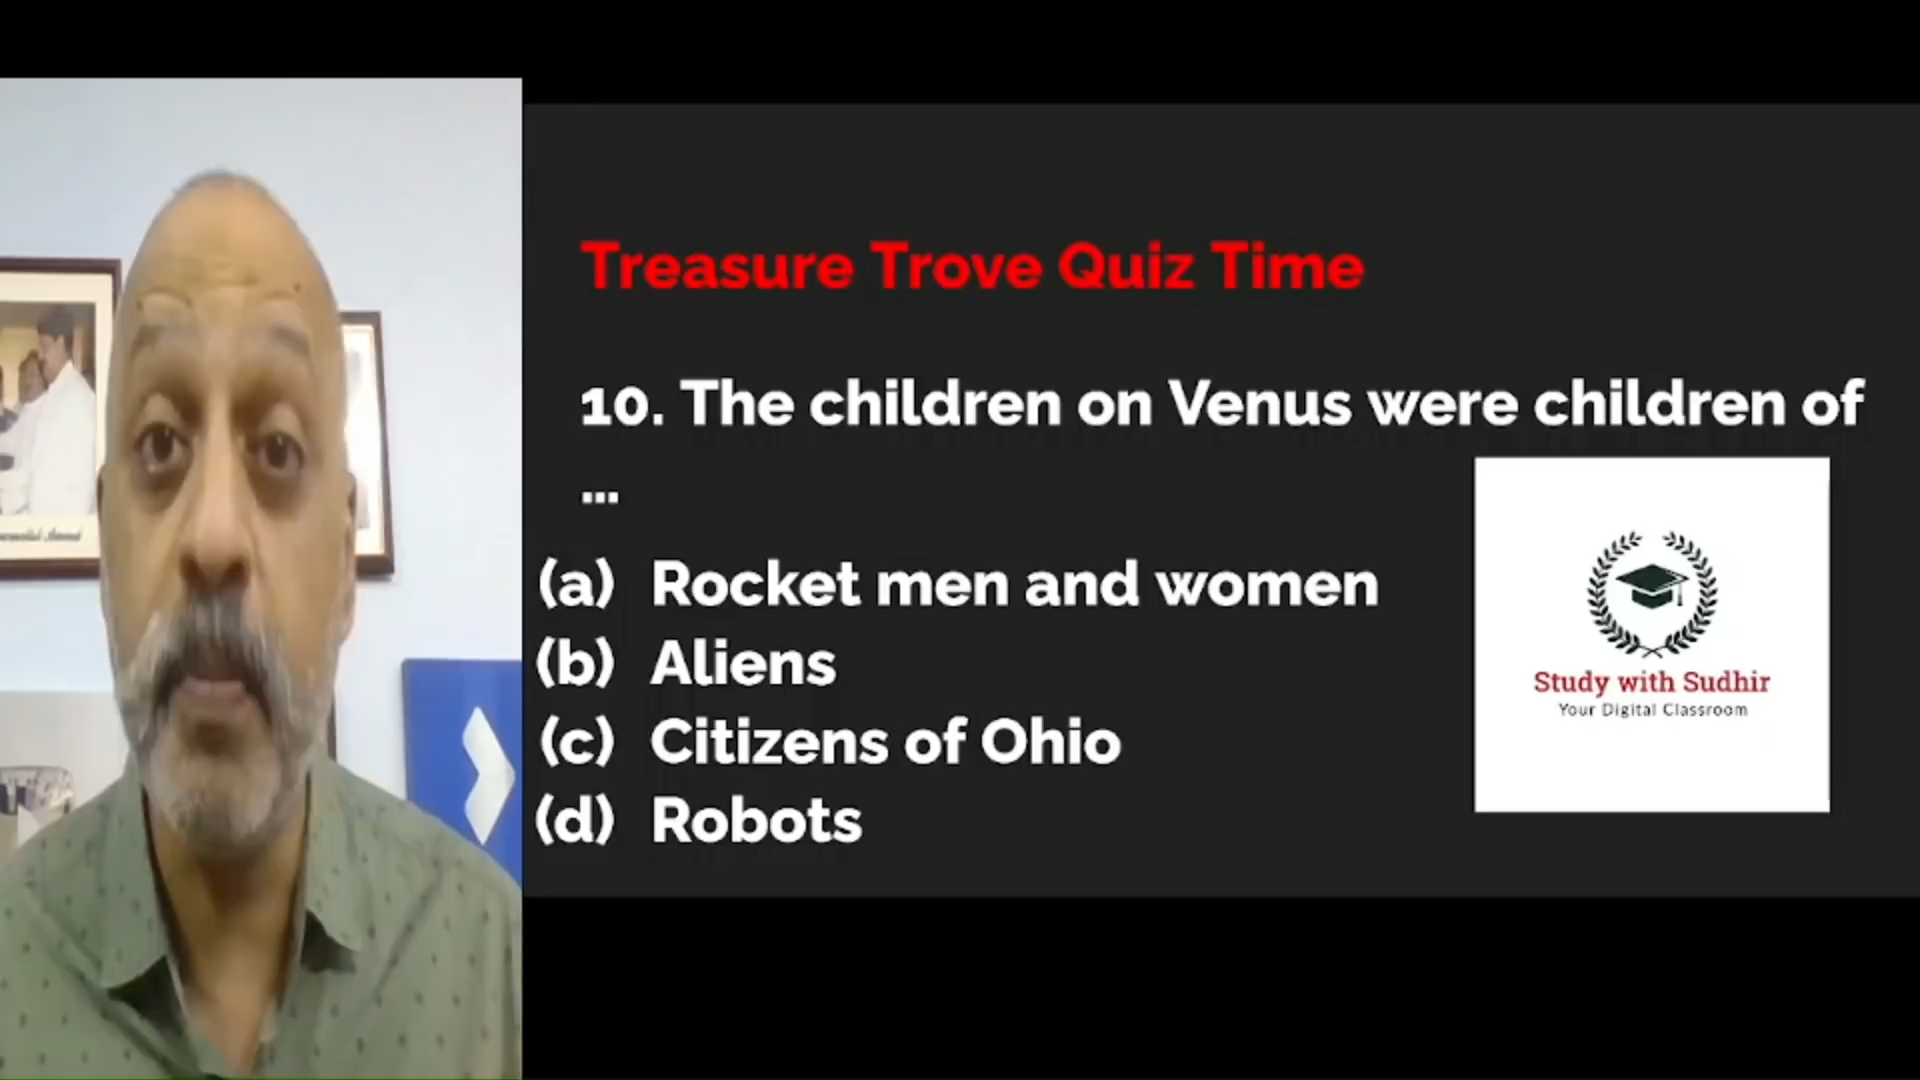 Treasure Trove Quiz Time
10. The children on Venus were children of
...
(a) Rocket men and women
(b) Aliens
(c) Citizens of Ohio
(d) Robots
Study with Sudhir
Your Digital Classroom